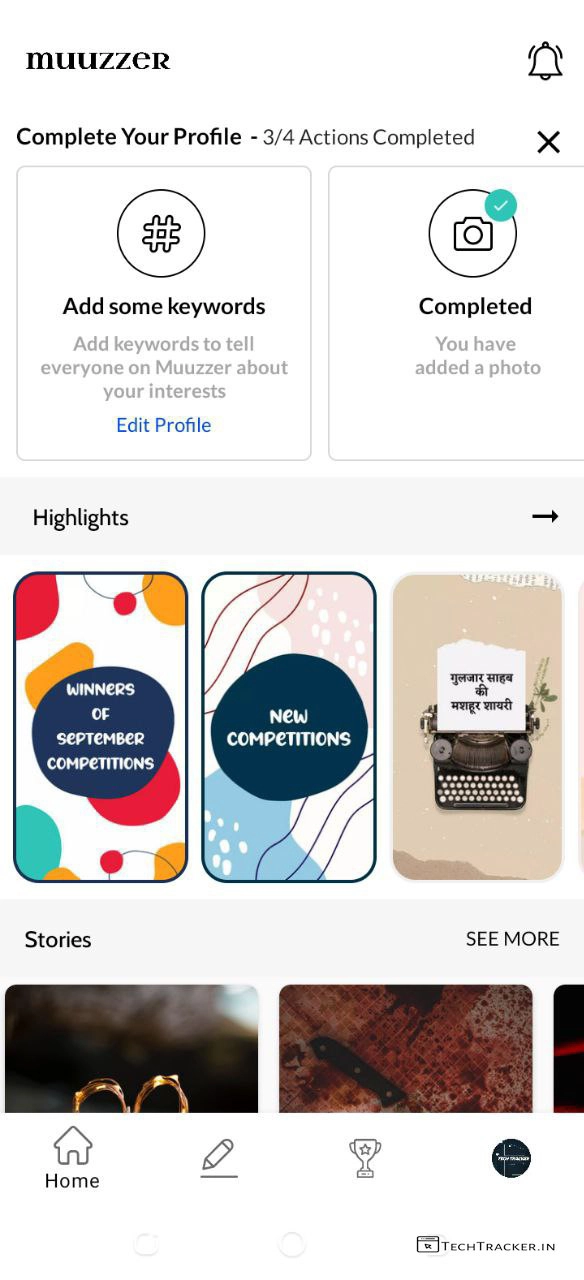 muuzzer
Complete Your Profile - 3/4 Actions Completed
Add some keywords
Add keywords to tell
everyone on Muuzzer about
your interests
Edit Profile
Completed
You have
added a photo
Highlights
WINNERS
OF
SEPTEMBER
COMPETITIONS
NEW
COMPETITIONS
गुलजार साहब
की
मशहूर शायरी
Stories
SEE MORE
Home
TECH TRACKER
TECHTRACKER.IN